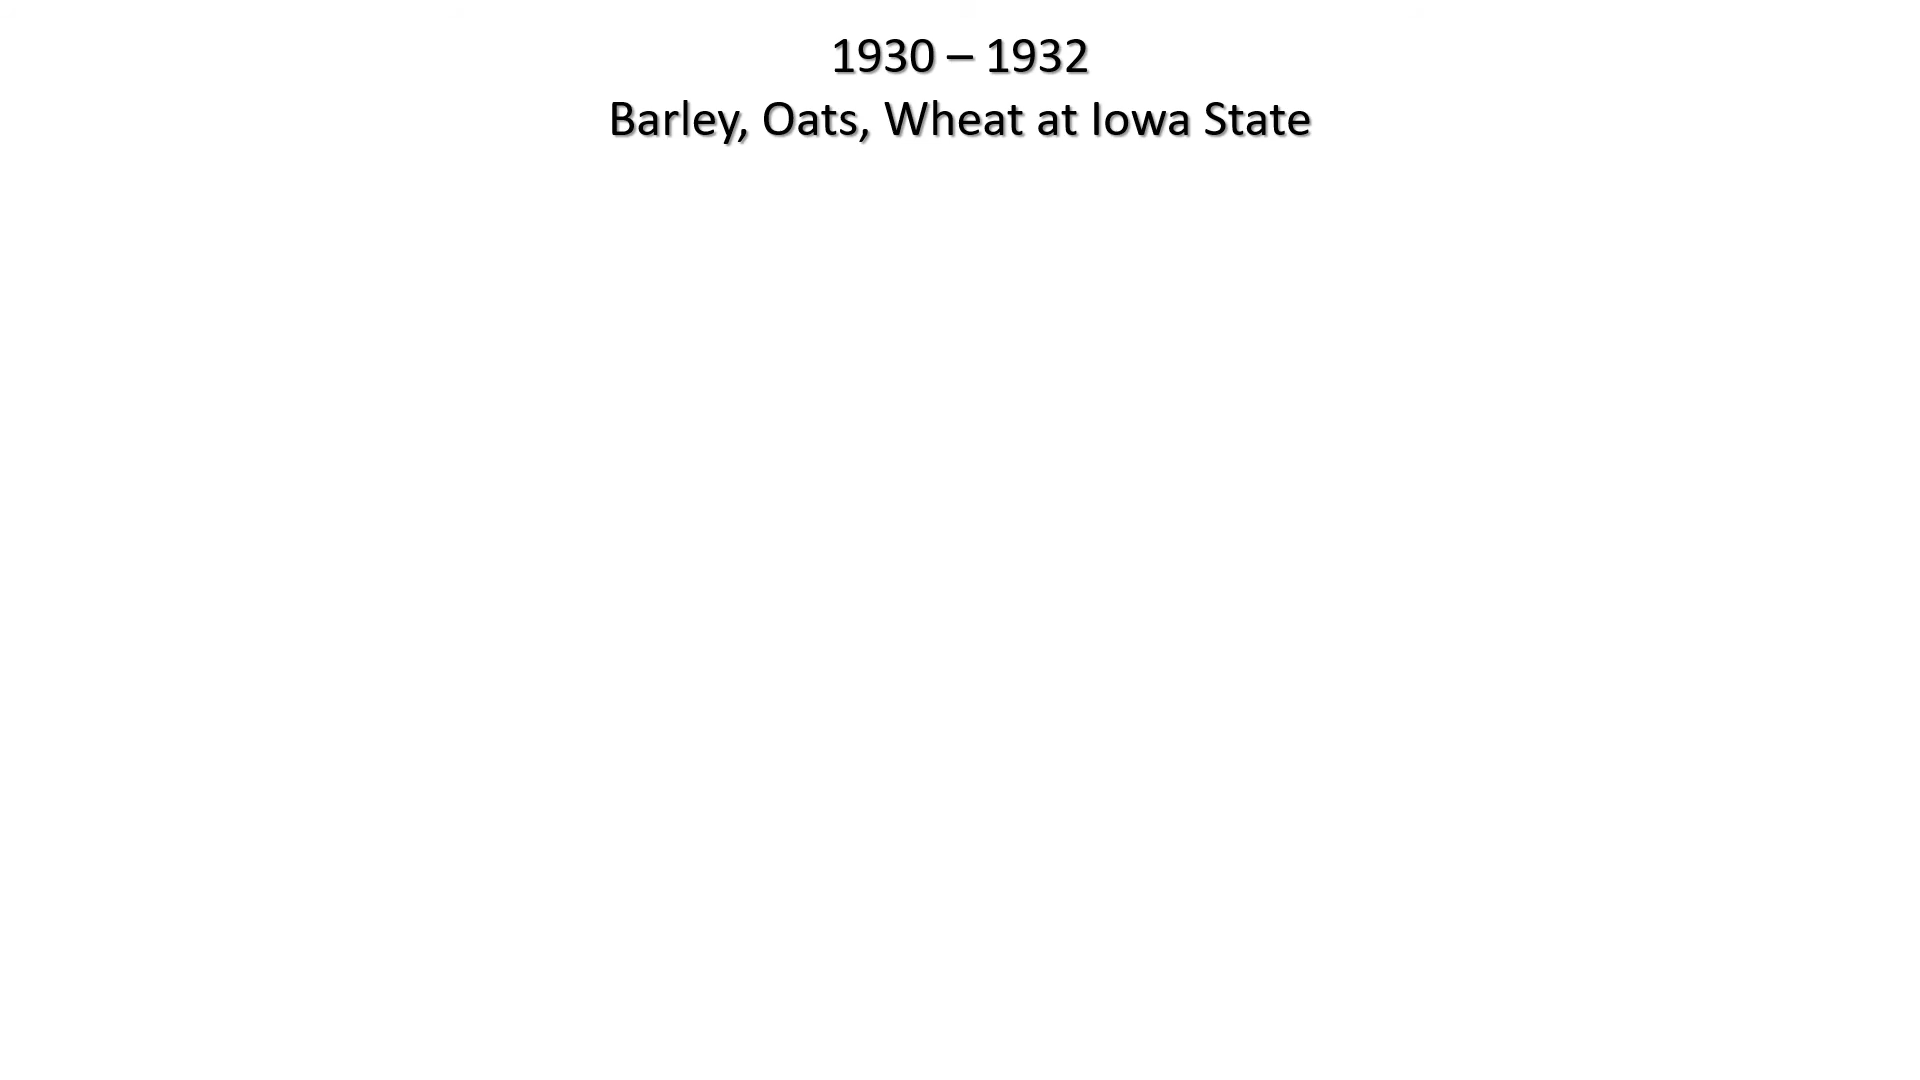 1930 – 1932
Barley, Oats, Wheat at Iowa State